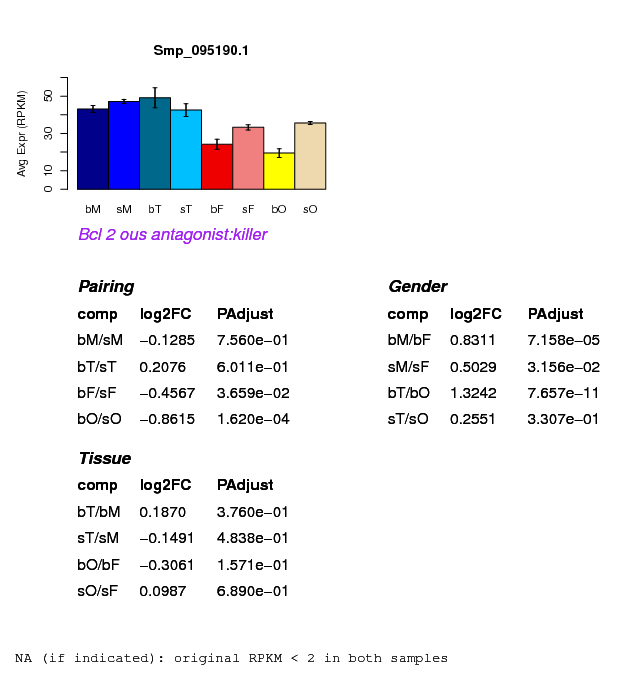 Smp_095190.1
Avg Expr (RPKM)
0 10 30 50
bM sM bT sT bF sF bO sO
Bcl 2 ous antagonist:killer
Pairing
comp log2FC PAdjust
bM/sM −0.1285 7.560e−01
bT/sT 0.2076 6.011e−01
bF/sF −0.4567 3.659e−02
bO/sO −0.8615 1.620e−04
Gender
comp log2FC PAdjust
bM/bF 0.8311 7.158e−05
sM/sF 0.5029 3.156e−02
bT/bO 1.3242 7.657e−11
sT/sO 0.2551 3.307e−01
Tissue
comp log2FC PAdjust
bT/bM 0.1870 3.760e−01
sT/sM −0.1491 4.838e−01
bO/bF −0.3061 1.571e−01
sO/sF 0.0987 6.890e−01
NA (if indicated): original RPKM < 2 in both samples